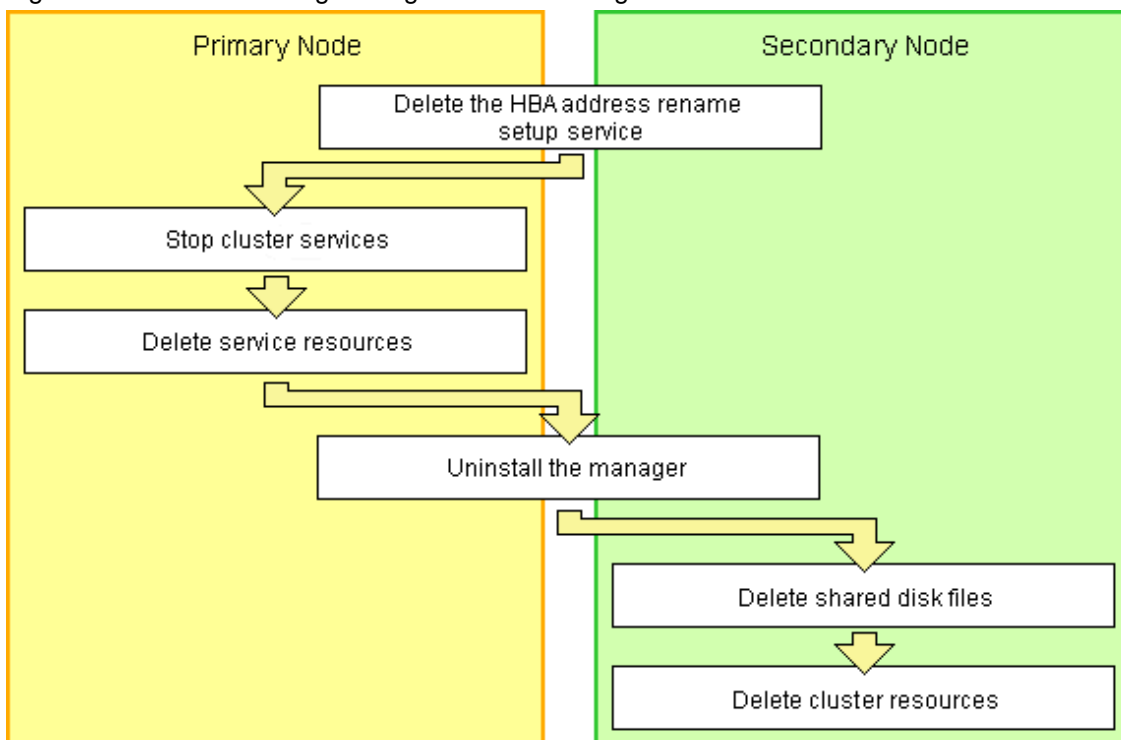 Primary Node
Secondary Node
Delete the HBA address rename
setup service
Stop cluster services
Delete service resources
Uninstall the manager
Delete shared disk files
Delete cluster resources